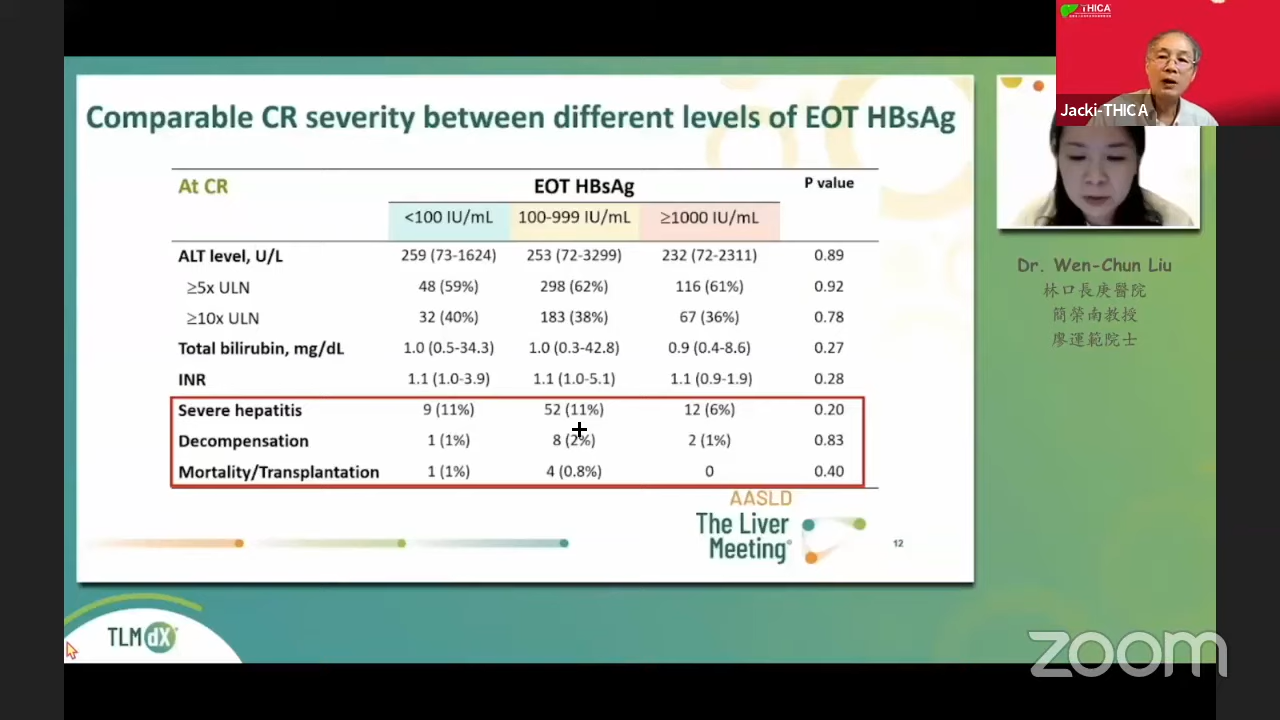 THICA
Jacki-THICA
Comparable CR severity between different levels of EOT HBsAg
At CR EOT HBsAg P value
<100 IU/mL 100-999 IU/mL ≥1000 IU/mL
ALT level, U/L 259 (73-1624) 253 (72-3299) 232 (72-2311) 0.89
≥5x ULN 48 (59%) 298 (62%) 116 (61%) 0.92
≥10x ULN 32 (40%) 183 (38%) 67 (36%) 0.78
Total bilirubin, mg/dL 1.0 (0.5-34.3) 1.0 (0.3-42.8) 0.9 (0.4-8.6) 0.27
INR 1.1 (1.0-3.9) 1.1 (1.0-5.1) 1.1 (0.9-1.9) 0.28
Severe hepatitis 9 (11%) 52 (11%) 12 (6%) 0.20
Decompensation 1 (1%) 8 (2%) 2 (1%) 0.83
Mortality/Transplantation 1 (1%) 4 (0.8%) 0 0.40
AASLD
The Liver
Meeting®
12
Dr. Wen-Chun Liu
林口長庚醫院
簡榮南教授
廖運範院士
TLMdX
zoom